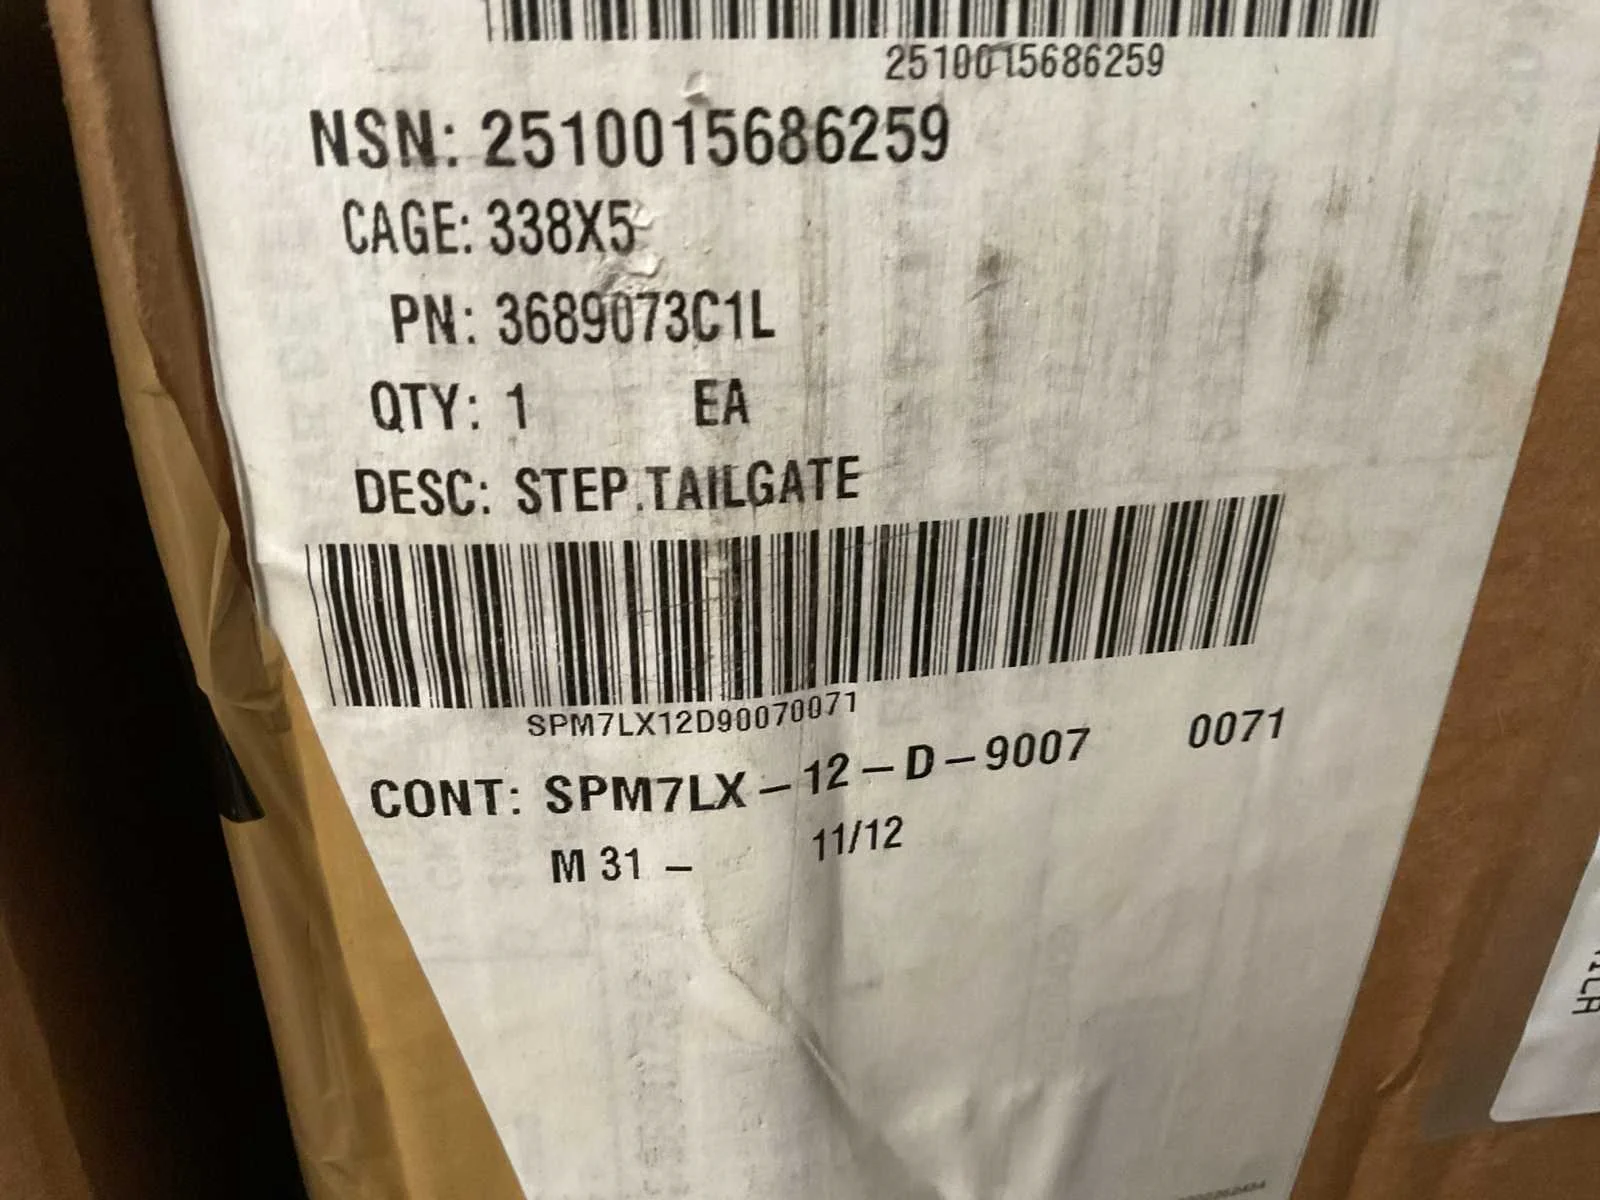 2510015686259
NSN: 2510015686259
CAGE: 338X5
PN: 3689073C1L
QTY: 1 EA
DESC: STEP.TAILGATE
SPM7LX12D90070071
CONT: SPM7LX-12-D-9007 0071
M 31 - 11/12